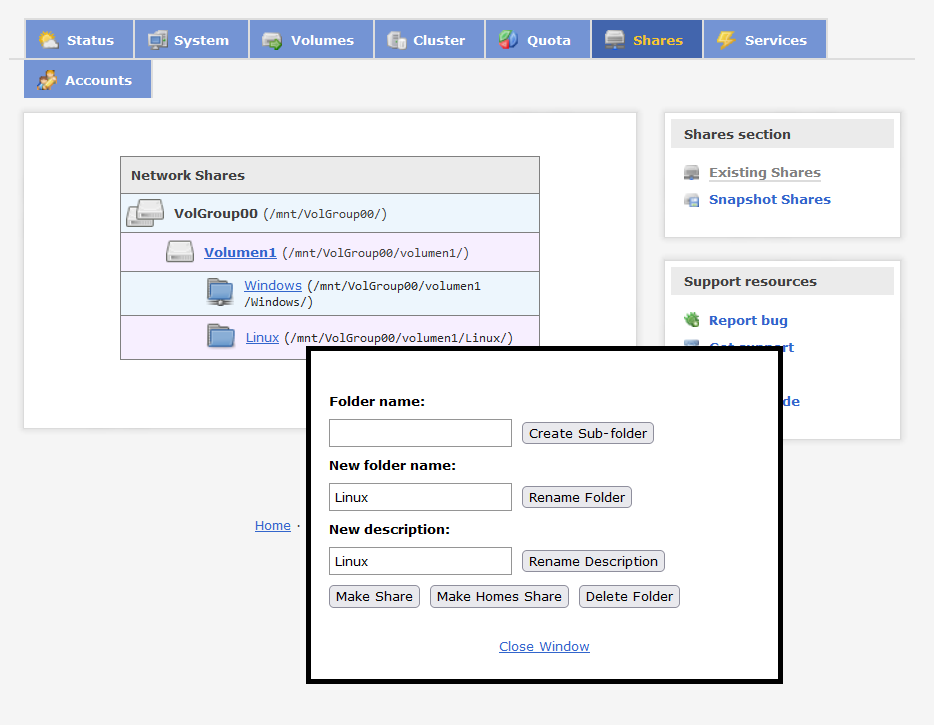 Status
System
Volumes
Cluster
Quota
Shares
Services
Accounts
Network Shares
VolGroup00 (/mnt/VolGroup00/)
Volumen1 (/mnt/VolGroup00/volumen1/)
Windows (/mnt/VolGroup00/volumen1
/Windows/)
Linux (/mnt/VolGroup00/volumen1/Linux/)
Shares section
Existing Shares
Snapshot Shares
Support resources
Report bug
Get support
Home ·
Folder name:
Create Sub-folder
New folder name:
Linux
Rename Folder
New description:
Linux
Rename Description
Make Share
Make Homes Share
Delete Folder
Close Window